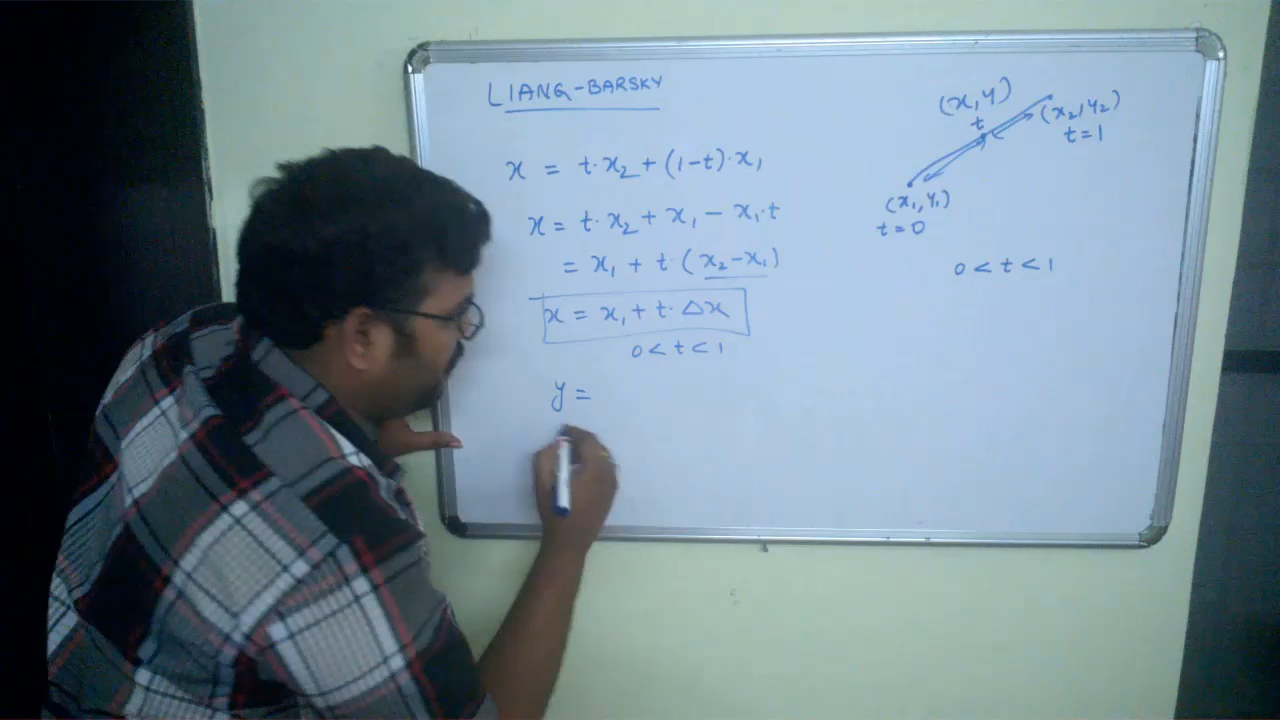 LIANG-BARSKY
x = t·x₂ + (1-t)·x₁
x = t·x₂ + x₁ - x₁·t
= x₁ + t·(x₂-x₁)
x = x₁ + t·Δx
0 < t < 1
y =
(x,y)
t
(x₂,y₂)
t=1
(x₁,y₁)
t=0
0 < t < 1